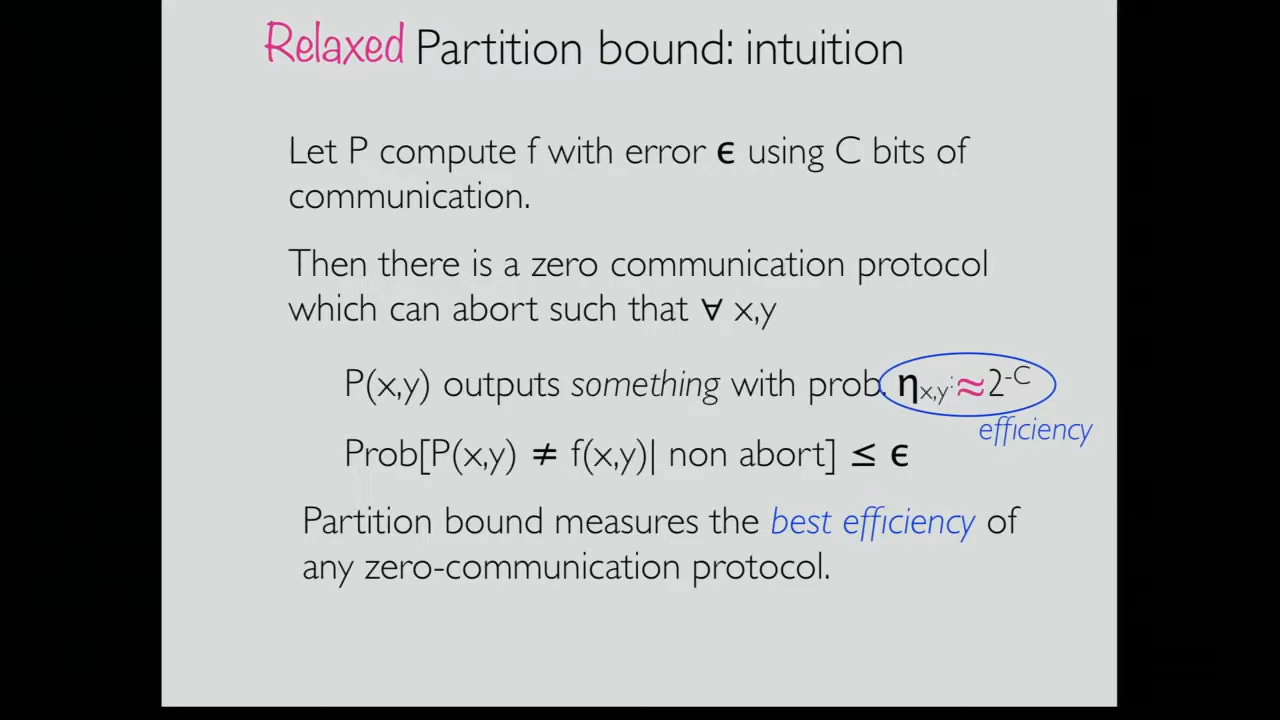 Relaxed Partition bound: intuition
Let P compute f with error ϵ using C bits of
communication.
Then there is a zero communication protocol
which can abort such that ∀ x,y
P(x,y) outputs something with prob. ηx,y: ≈2-C
efficiency
Prob[P(x,y) ≠ f(x,y)| non abort] ≤ ϵ
Partition bound measures the best efficiency of
any zero-communication protocol.